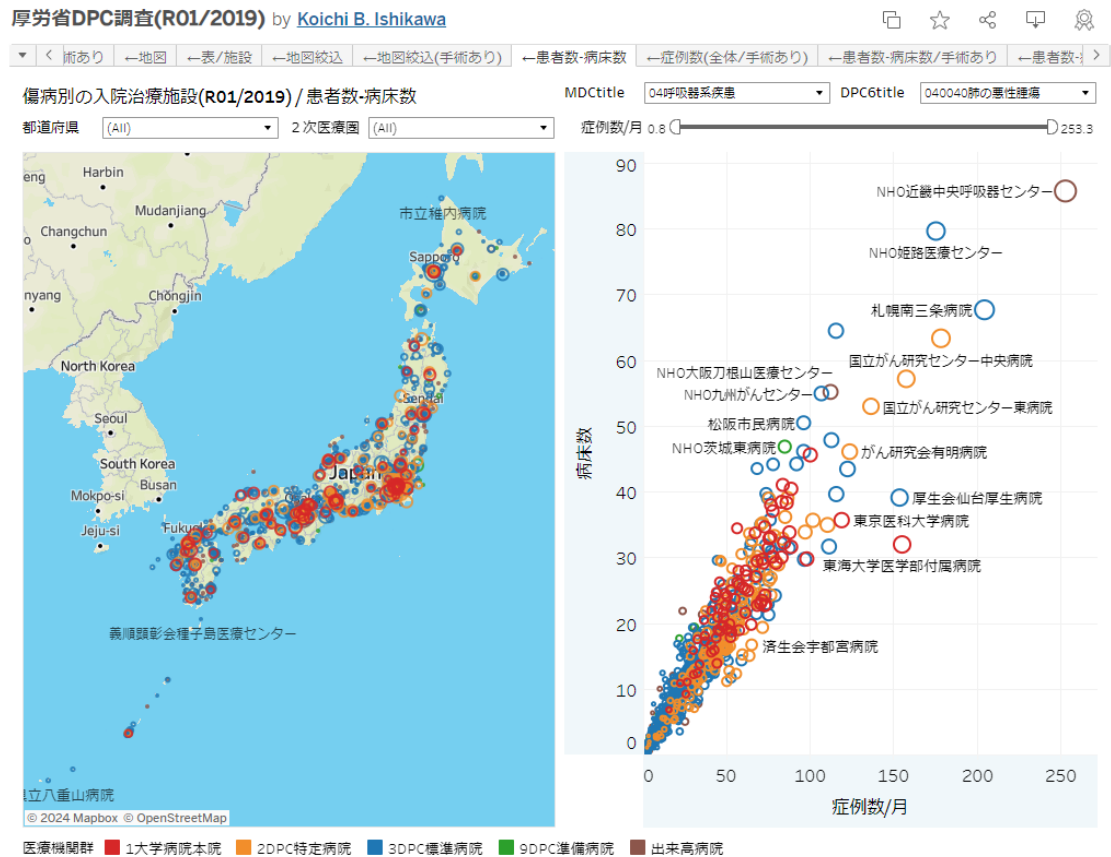 厚労省DPC調査(R01/2019) by Koichi B. Ishikawa
術あり ←地図 ←表/施設 ←地図絞込 ←地図絞込(手術あり) ←患者数-病床数 ←症例数(全体/手術あり) ←患者数-病床数/手術あり ←患者数-
傷病別の入院治療施設(R01/2019) / 患者数-病床数
MDCtitle 04呼吸器系疾患 DPC6title 040040肺の悪性腫瘍
都道府県 (All) 2次医療圏 (All)
症例数/月 0.8 253.3
Harbin
Mudanjiang
Changchun
Chongjin
North Korea
Seoul
South Korea
Mokpo-si
Busan
Jeju-si
市立稚内病院
Sapporo
Sendai
Japan
義順顕彰会種子島医療センター
立八重山病院
© 2024 Mapbox © OpenStreetMap
病床数
90
80
70
60
50
40
30
20
10
0
NHO近畿中央呼吸器センター
NHO姫路医療センター
札幌南三条病院
国立がん研究センター中央病院
NHO大阪刀根山医療センター
NHO九州がんセンター
国立がん研究センター東病院
松阪市民病院
NHO茨城東病院
がん研究会有明病院
厚生会仙台厚生病院
東京医科大学病院
東海大学医学部付属病院
済生会宇都宮病院
0 50 100 150 200 250
症例数/月
医療機関群 1大学病院本院 2DPC特定病院 3DPC標準病院 9DPC準備病院 出来高病院